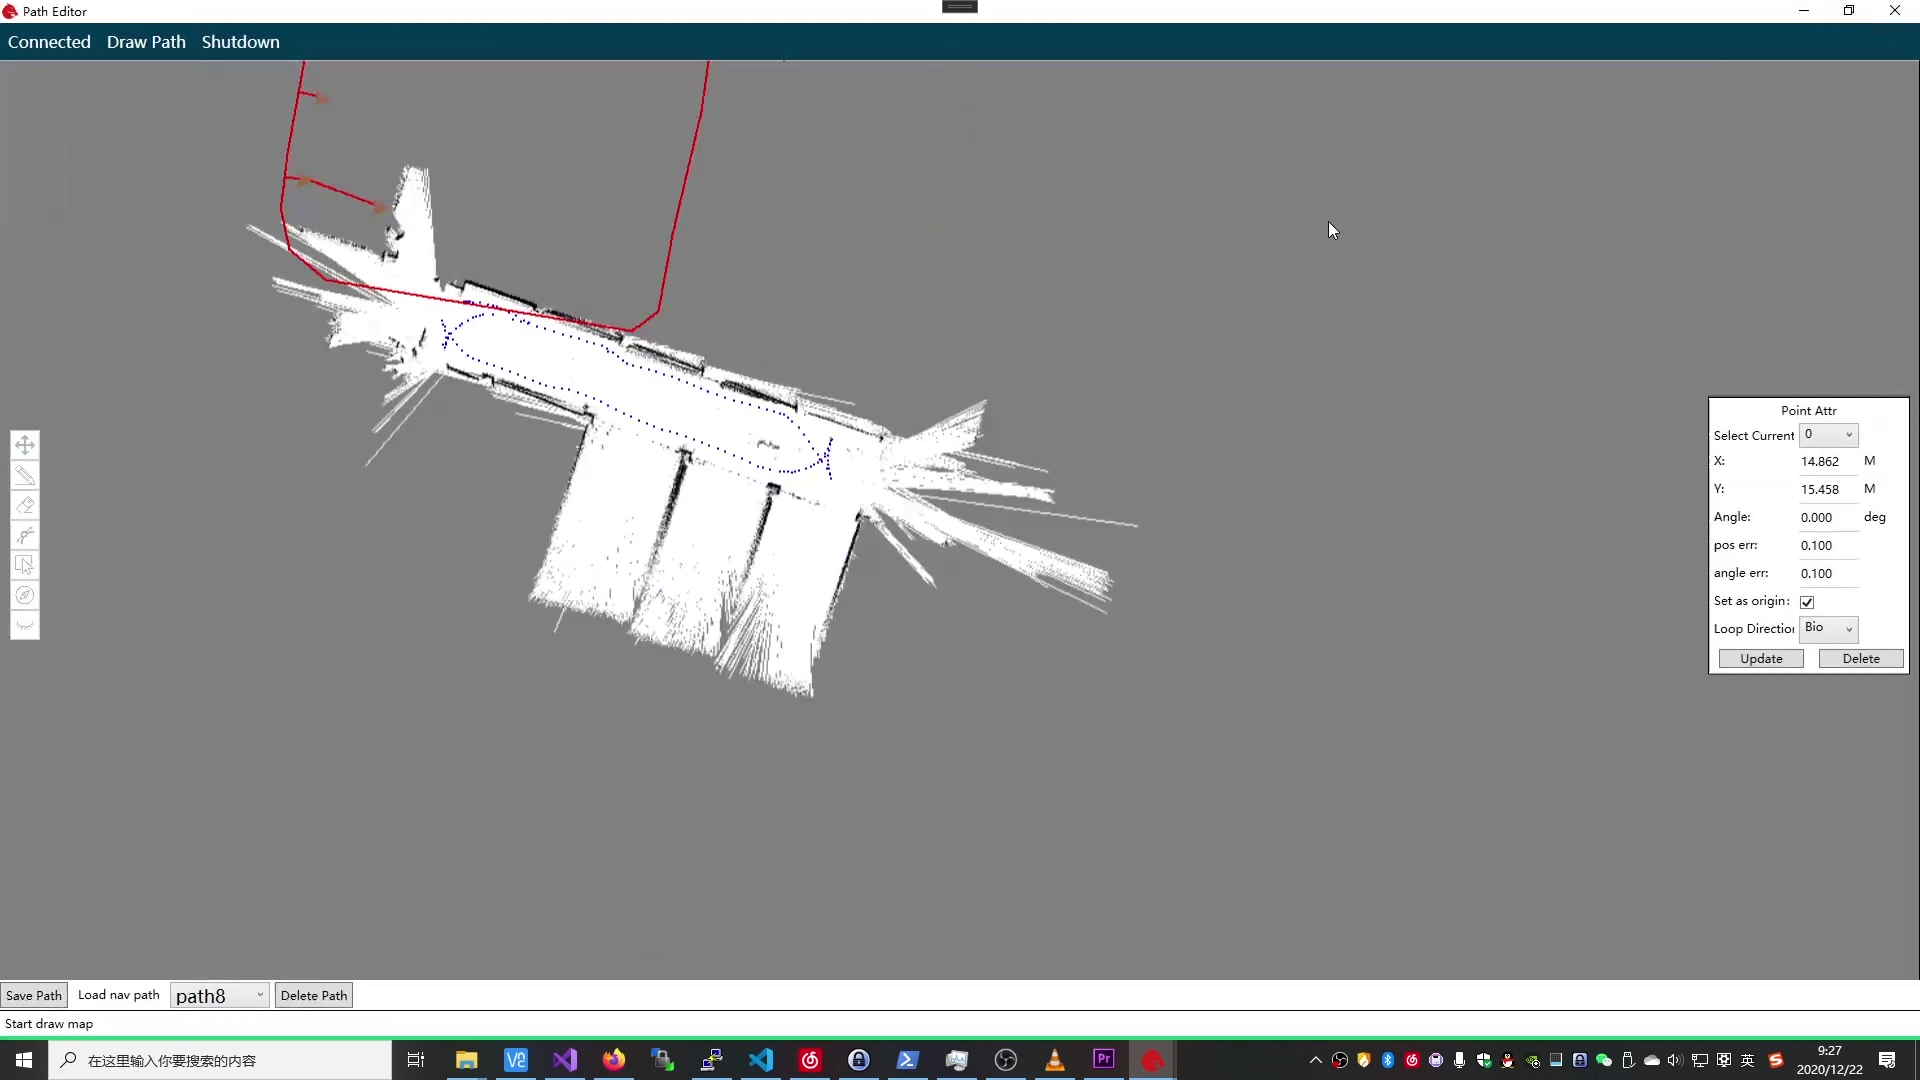 Path Editor
Connected Draw Path Shutdown
Point Attr
Select Current 0
X: 14.862 M
Y: 15.458 M
Angle: 0.000 deg
pos err: 0.100
angle err: 0.100
Set as origin:
Loop Direction Bio
Update Delete
Save Path Load nav path path8 Delete Path
Start draw map
在这里输入你要搜索的内容
Pr
英
9:27
2020/12/22